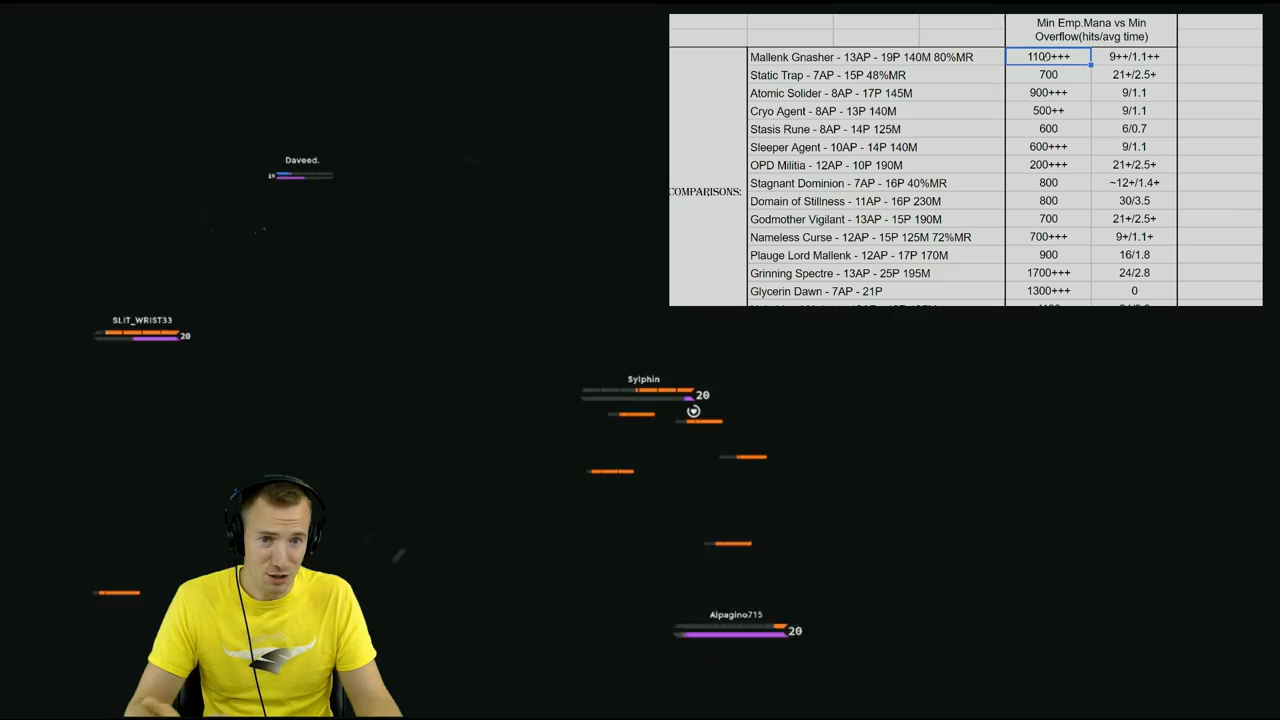 Min Emp.Mana vs Min
Overflow(hits/avg time)
Mallenk Gnasher - 13AP - 19P 140M 80%MR 1100+++ 9++/1.1++
Static Trap - 7AP - 15P 48%MR 700 21+/2.5+
Atomic Solider - 8AP - 17P 145M 900+++ 9/1.1
Cryo Agent - 8AP - 13P 140M 500++ 9/1.1
Stasis Rune - 8AP - 14P 125M 600 6/0.7
Sleeper Agent - 10AP - 14P 140M 600+++ 9/1.1
OPD Militia - 12AP - 10P 190M 200+++ 21+/2.5+
Stagnant Dominion - 7AP - 16P 40%MR 800 ~12+/1.4+
COMPARISONS:
Domain of Stillness - 11AP - 16P 230M 800 30/3.5
Godmother Vigilant - 13AP - 15P 190M 700 21+/2.5+
Nameless Curse - 12AP - 15P 125M 72%MR 700+++ 9+/1.1+
Plauge Lord Mallenk - 12AP - 17P 170M 900 16/1.8
Grinning Spectre - 13AP - 25P 195M 1700+++ 24/2.8
Glycerin Dawn - 7AP - 21P 1300+++ 0
Daveed.
19
SLIT_WRIST33
20
Sylphin
20
Alpagino715
20